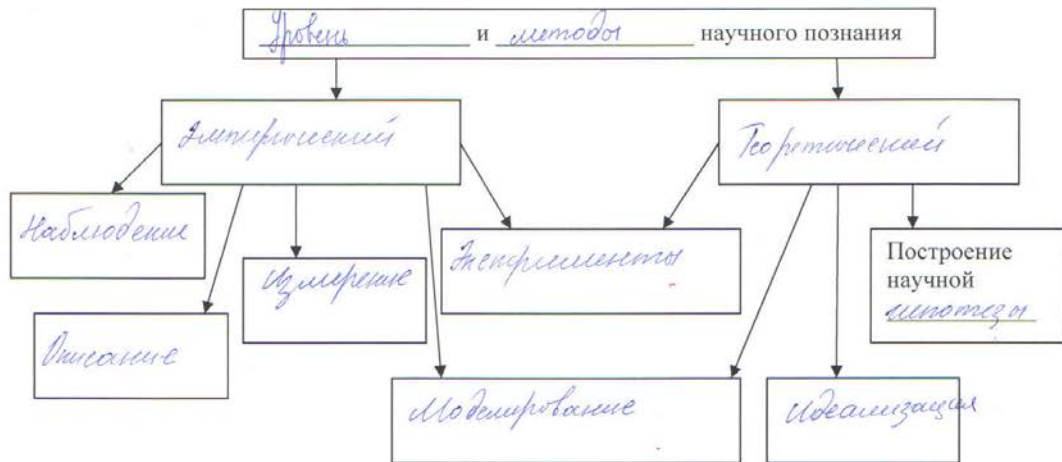 Уровень и методы научного познания
Эмпирический
Теоретический
Наблюдение
Измерение
Эксперименты
Построение
научной
гипотезы
Описание
Моделирование
Идеализация